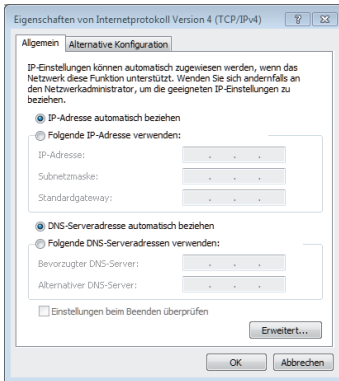 Eigenschaften von Internetprotokoll Version 4 (TCP/IPv4)
Allgemein
Alternative Konfiguration
IP-Einstellungen können automatisch zugewiesen werden, wenn das
Netzwerk diese Funktion unterstützt. Wenden Sie sich andernfalls an
den Netzwerkadministrator, um die geeigneten IP-Einstellungen zu
beziehen.
IP-Adresse automatisch beziehen
Folgende IP-Adresse verwenden:
IP-Adresse:
Subnetzmaske:
Standardgateway:
DNS-Serveradresse automatisch beziehen
Folgende DNS-Serveradressen verwenden:
Bevorzugter DNS-Server:
Alternativer DNS-Server:
Einstellungen beim Beenden überprüfen
Erweitert...
OK
Abbrechen